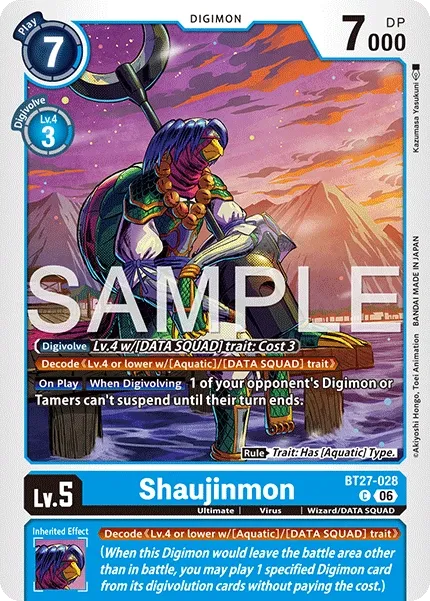 DIGIMON
Play
7
7000
DP
Digivolve
Lv.4
3
Kazumasa Yasukuni
SAMPLE
©Akiyoshi Hongo, Toei Animation BANDAI MADE IN JAPAN
Digivolve Lv.4 w/[DATA SQUAD] trait: Cost 3
Decode《Lv.4 or lower w/[Aquatic]/[DATA SQUAD] trait》
On Play When Digivolving 1 of your opponent's Digimon or
Tamers can't suspend until their turn ends.
Rule Trait: Has [Aquatic] Type.
BT27-028
Lv.5
Shaujinmon
C 06
Ultimate Virus Wizard/DATA SQUAD
Inherited Effect
Decode《Lv.4 or lower w/[Aquatic]/[DATA SQUAD] trait》
(When this Digimon would leave the battle area other
than in battle, you may play 1 specified Digimon card
from its digivolution cards without paying the cost.)